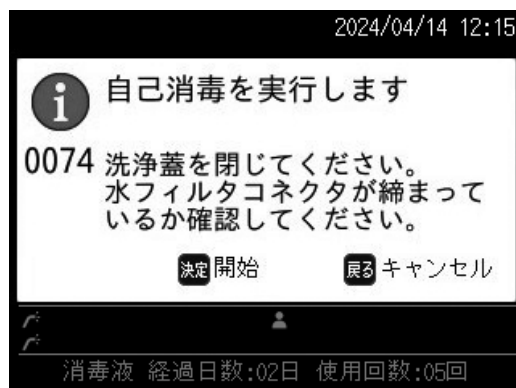 2024/04/14 12:15
自己消毒を実行します
0074 洗浄蓋を閉じてください。
水フィルタコネクタが締まって
いるか確認してください。
決定 開始 戻る キャンセル
消毒液 経過日数:02日 使用回数:05回